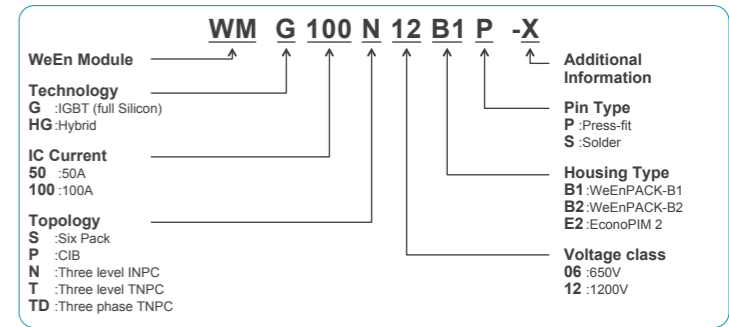 WM G 100 N 12 B1 P -X
WeEn Module
Technology
G :IGBT (full Silicon)
HG :Hybrid
IC Current
50 :50A
100 :100A
Topology
S :Six Pack
P :CIB
N :Three level INPC
T :Three level TNPC
TD :Three phase TNPC
Additional
Information
Pin Type
P :Press-fit
S :Solder
Housing Type
B1 :WeEnPACK-B1
B2 :WeEnPACK-B2
E2 :EconoPIM 2
Voltage class
06 :650V
12 :1200V